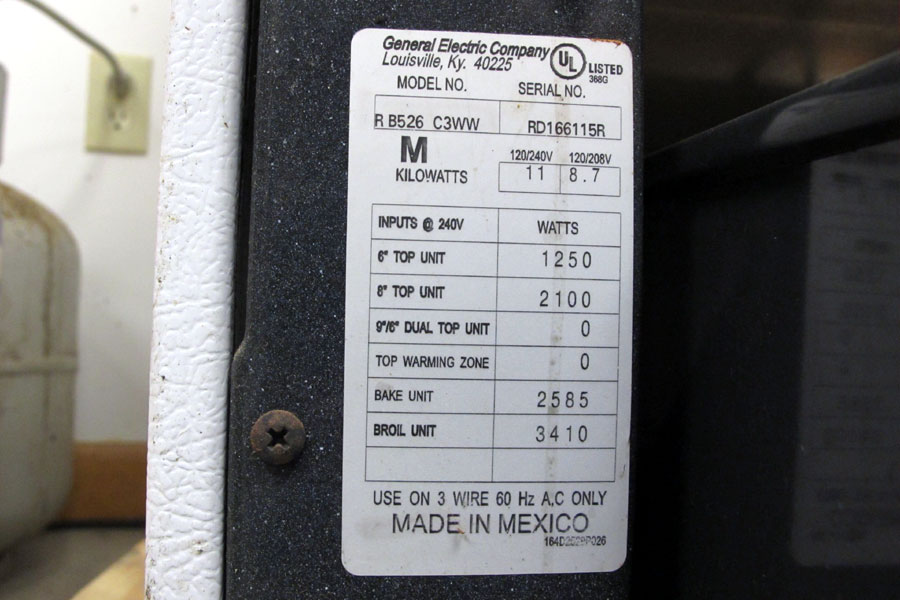 General Electric Company
Louisville, Ky. 40225
UL LISTED
368G
MODEL NO. SERIAL NO.
R B526 C3WW RD166115R
M
KILOWATTS
120/240V 120/208V
11 8.7
INPUTS @ 240V WATTS
6" TOP UNIT 1250
8" TOP UNIT 2100
9"/6" DUAL TOP UNIT 0
TOP WARMING ZONE 0
BAKE UNIT 2585
BROIL UNIT 3410
USE ON 3 WIRE 60 Hz A.C ONLY
MADE IN MEXICO